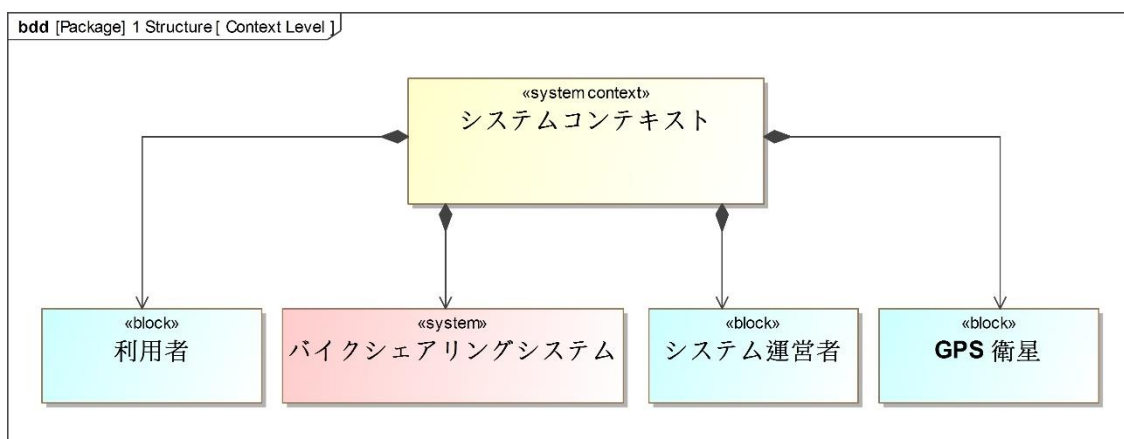 bdd [Package] 1 Structure [ Context Level ]
«system context»
システムコンテキスト
«block»
利用者
«system»
バイクシェアリングシステム
«block»
システム運営者
«block»
GPS 衛星